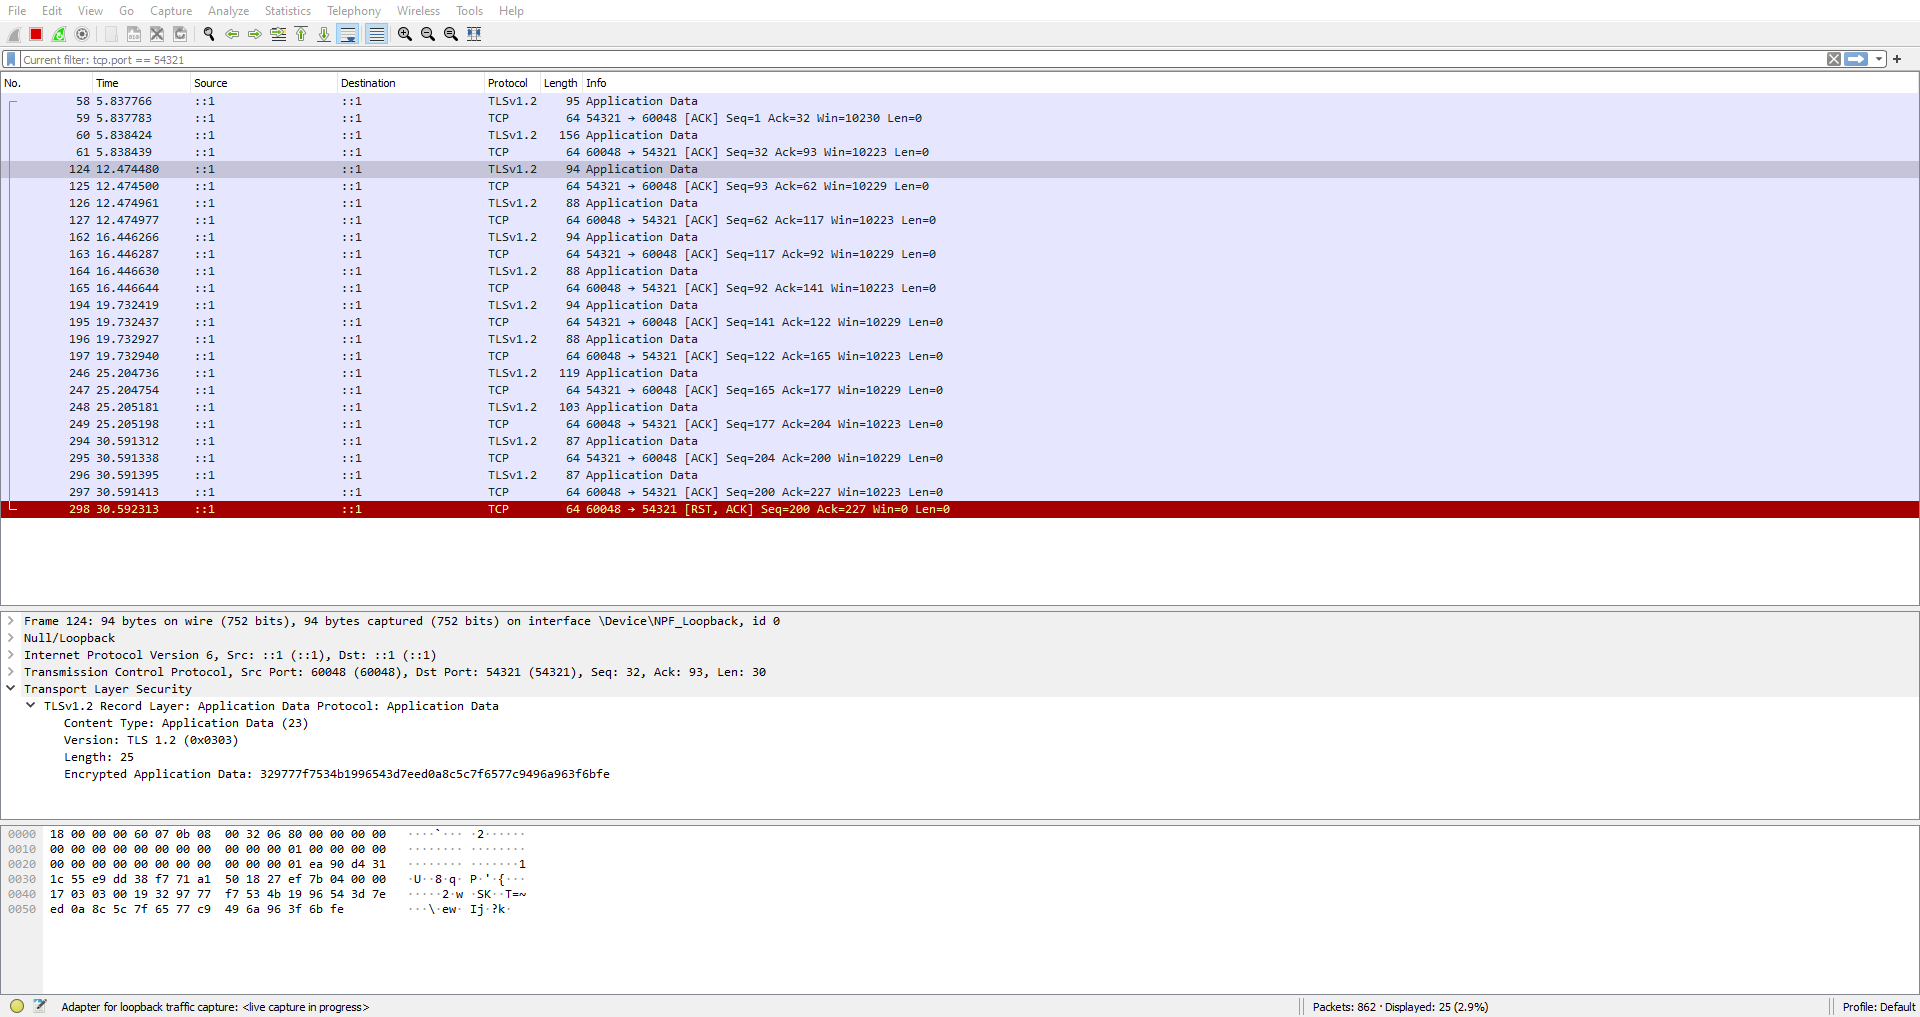 File Edit View Go Capture Analyze Statistics Telephony Wireless Tools Help
Current filter: tcp.port == 54321
No. Time Source Destination Protocol Length Info
58 5.837766 ::1 ::1 TLSv1.2 95 Application Data
59 5.837783 ::1 ::1 TCP 64 54321 → 60048 [ACK] Seq=1 Ack=32 Win=10230 Len=0
60 5.838424 ::1 ::1 TLSv1.2 156 Application Data
61 5.838439 ::1 ::1 TCP 64 60048 → 54321 [ACK] Seq=32 Ack=93 Win=10223 Len=0
124 12.474480 ::1 ::1 TLSv1.2 94 Application Data
125 12.474500 ::1 ::1 TCP 64 54321 → 60048 [ACK] Seq=93 Ack=62 Win=10229 Len=0
126 12.474961 ::1 ::1 TLSv1.2 88 Application Data
127 12.474977 ::1 ::1 TCP 64 60048 → 54321 [ACK] Seq=62 Ack=117 Win=10223 Len=0
162 16.446266 ::1 ::1 TLSv1.2 94 Application Data
163 16.446287 ::1 ::1 TCP 64 54321 → 60048 [ACK] Seq=117 Ack=92 Win=10229 Len=0
164 16.446630 ::1 ::1 TLSv1.2 88 Application Data
165 16.446644 ::1 ::1 TCP 64 60048 → 54321 [ACK] Seq=92 Ack=141 Win=10223 Len=0
194 19.732419 ::1 ::1 TLSv1.2 94 Application Data
195 19.732437 ::1 ::1 TCP 64 54321 → 60048 [ACK] Seq=141 Ack=122 Win=10229 Len=0
196 19.732927 ::1 ::1 TLSv1.2 88 Application Data
197 19.732940 ::1 ::1 TCP 64 60048 → 54321 [ACK] Seq=122 Ack=165 Win=10223 Len=0
246 25.204736 ::1 ::1 TLSv1.2 119 Application Data
247 25.204754 ::1 ::1 TCP 64 54321 → 60048 [ACK] Seq=165 Ack=177 Win=10229 Len=0
248 25.205181 ::1 ::1 TLSv1.2 103 Application Data
249 25.205198 ::1 ::1 TCP 64 60048 → 54321 [ACK] Seq=177 Ack=204 Win=10223 Len=0
294 30.591312 ::1 ::1 TLSv1.2 87 Application Data
295 30.591338 ::1 ::1 TCP 64 54321 → 60048 [ACK] Seq=204 Ack=200 Win=10229 Len=0
296 30.591395 ::1 ::1 TLSv1.2 87 Application Data
297 30.591413 ::1 ::1 TCP 64 60048 → 54321 [ACK] Seq=200 Ack=227 Win=10223 Len=0
298 30.592313 ::1 ::1 TCP 64 60048 → 54321 [RST, ACK] Seq=200 Ack=227 Win=0 Len=0
Frame 124: 94 bytes on wire (752 bits), 94 bytes captured (752 bits) on interface \Device\NPF_Loopback, id 0
Null/Loopback
Internet Protocol Version 6, Src: ::1 (::1), Dst: ::1 (::1)
Transmission Control Protocol, Src Port: 60048 (60048), Dst Port: 54321 (54321), Seq: 32, Ack: 93, Len: 30
Transport Layer Security
TLSv1.2 Record Layer: Application Data Protocol: Application Data
Content Type: Application Data (23)
Version: TLS 1.2 (0x0303)
Length: 25
Encrypted Application Data: 329777f7534b1996543d7eed0a8c5c7f6577c9496a963f6bfe
0000 18 00 00 00 60 07 0b 08 00 32 06 80 00 00 00 00 ····`··· ·2······
0010 00 00 00 00 00 00 00 00 00 00 00 01 00 00 00 00 ········ ········
0020 00 00 00 00 00 00 00 00 00 00 00 01 ea 90 d4 31 ········ ·······1
0030 1c 55 e9 dd 38 f7 71 a1 50 18 27 ef 7b 04 00 00 ·U··8·q· P·'·{···
0040 17 03 03 00 19 32 97 77 f7 53 4b 19 96 54 3d 7e ·····2·w ·SK··T=~
0050 ed 0a 8c 5c 7f 65 77 c9 49 6a 96 3f 6b fe ···\·ew· Ij·?k·
Adapter for loopback traffic capture: <live capture in progress> Packets: 862 · Displayed: 25 (2.9%) Profile: Default